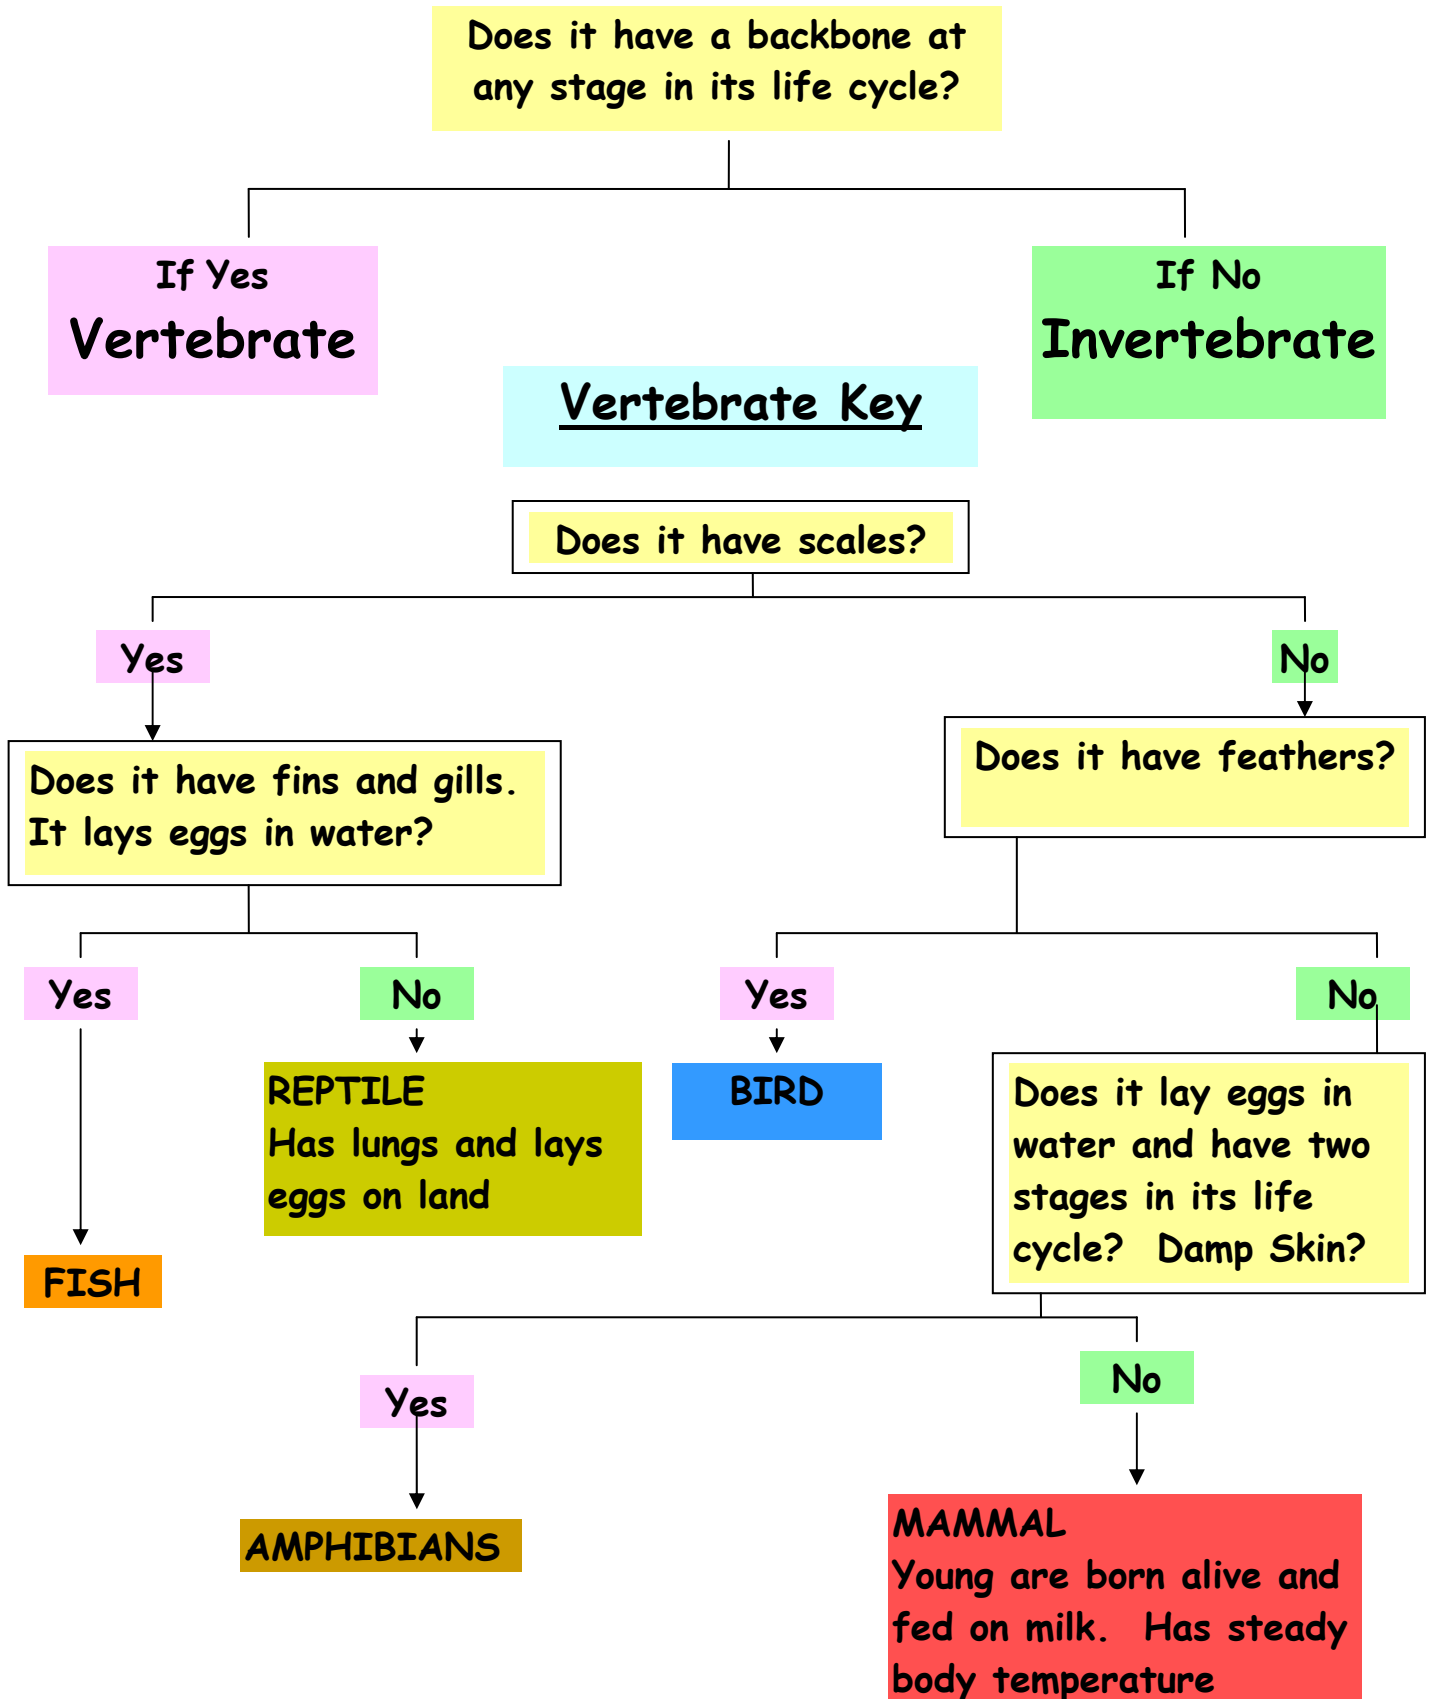 Does it have a backbone at
any stage in its life cycle?
If Yes
Vertebrate
If No
Invertebrate
Vertebrate Key
Does it have scales?
Yes
No
Does it have fins and gills.
It lays eggs in water?
Does it have feathers?
Yes
No
Yes
No
REPTILE
Has lungs and lays
eggs on land
BIRD
Does it lay eggs in
water and have two
stages in its life
cycle? Damp Skin?
FISH
Yes
No
AMPHIBIANS
MAMMAL
Young are born alive and
fed on milk. Has steady
body temperature